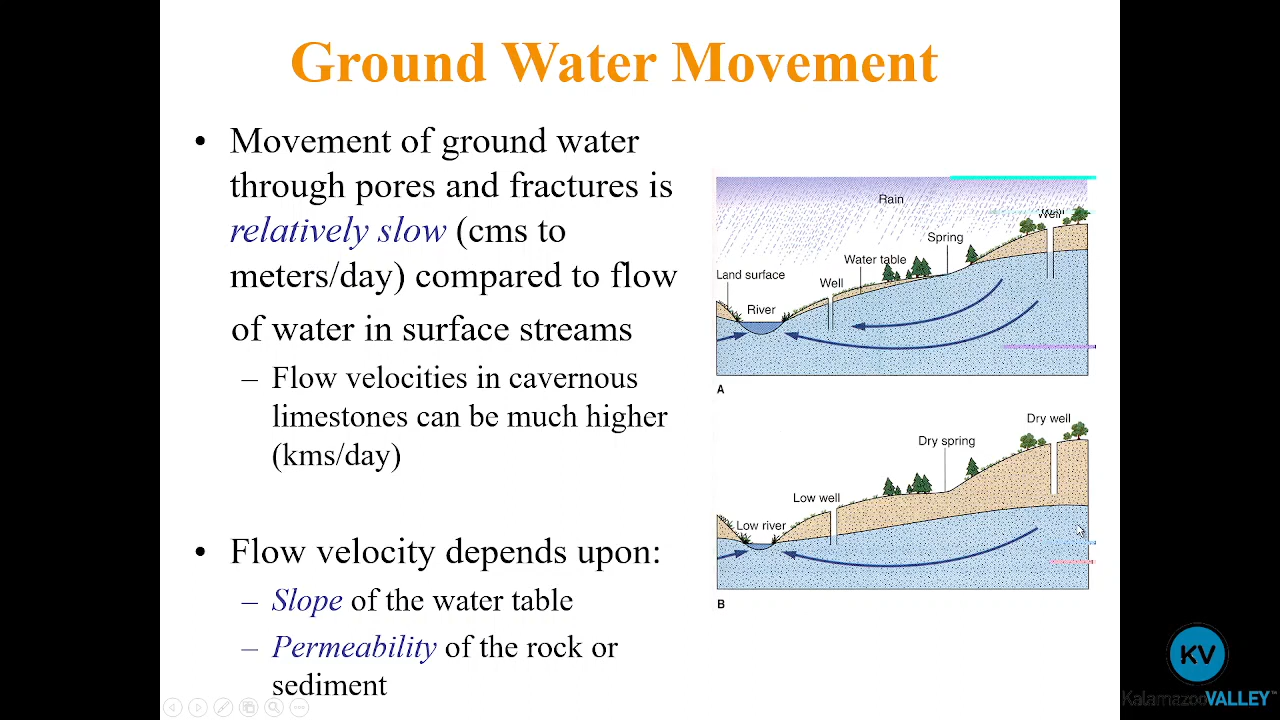 Ground Water Movement
• Movement of ground water
through pores and fractures is
relatively slow (cms to
meters/day) compared to flow
of water in surface streams
– Flow velocities in cavernous
limestones can be much higher
(kms/day)
• Flow velocity depends upon:
– Slope of the water table
– Permeability of the rock or
sediment
Rain
Well
Spring
Water table
Land surface
Well
River
A
Dry well
Dry spring
Low well
Low river
B
KV
KalamazooVALLEY™